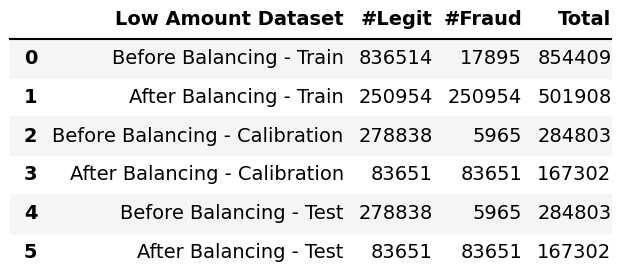 Low Amount Dataset #Legit #Fraud Total
0 Before Balancing - Train 836514 17895 854409
1 After Balancing - Train 250954 250954 501908
2 Before Balancing - Calibration 278838 5965 284803
3 After Balancing - Calibration 83651 83651 167302
4 Before Balancing - Test 278838 5965 284803
5 After Balancing - Test 83651 83651 167302